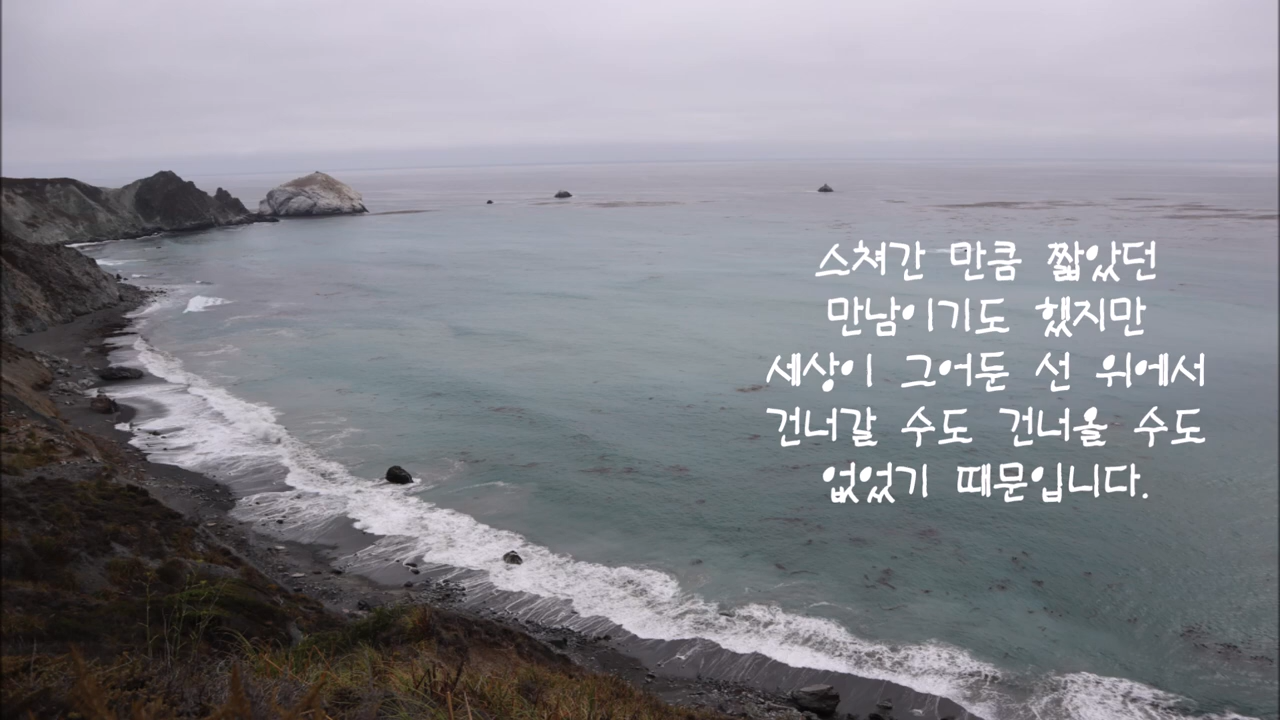 스쳐간 만큼 짧았던
만남이기도 했지만
세상이 그어둔 선 위에서
건너갈 수도 건너올 수도
없었기 때문입니다.